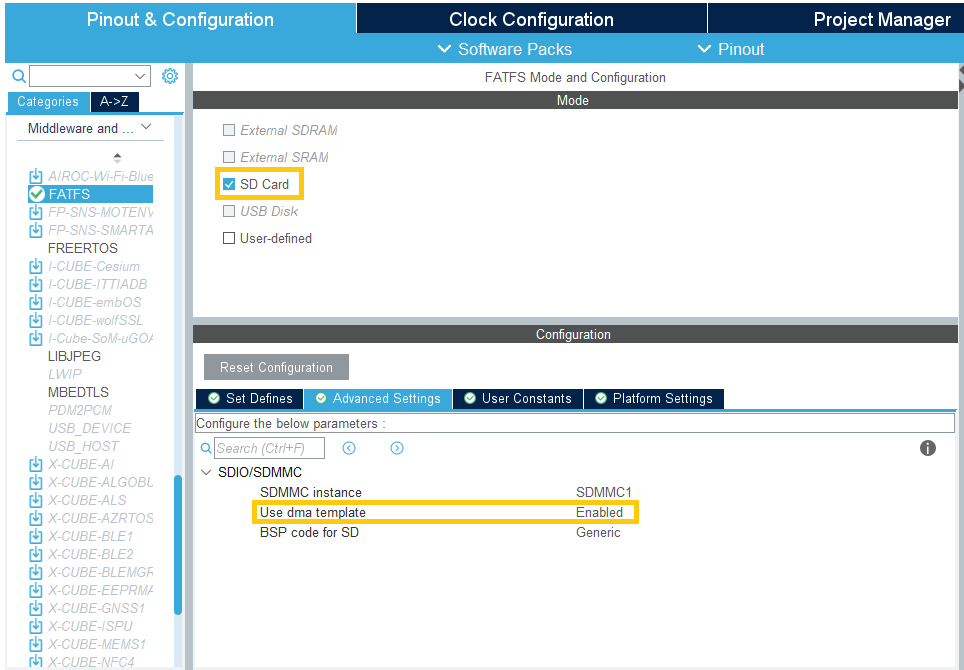 Pinout & Configuration
Clock Configuration
Project Manager
Software Packs
Pinout
Categories
A->Z
Middleware and ...
AIROC-Wi-Fi-Blue
FATFS
FP-SNS-MOTENV
FP-SNS-SMARTA
FREERTOS
I-CUBE-Cesium
I-CUBE-ITTIADB
I-CUBE-embOS
I-CUBE-wolfSSL
I-Cube-SoM-uGOA
LIBJPEG
LWIP
MBEDTLS
PDM2PCM
USB_DEVICE
USB_HOST
X-CUBE-AI
X-CUBE-ALGOBU
X-CUBE-ALS
X-CUBE-AZRTOS
X-CUBE-BLE1
X-CUBE-BLE2
X-CUBE-BLEMGR
X-CUBE-EEPRMA
X-CUBE-GNSS1
X-CUBE-ISPU
X-CUBE-MEMS1
X-CUBE-NFC4
FATFS Mode and Configuration
Mode
External SDRAM
External SRAM
SD Card
USB Disk
User-defined
Configuration
Reset Configuration
Set Defines
Advanced Settings
User Constants
Platform Settings
Configure the below parameters :
Search (Ctrl+F)
SDIO/SDMMC
SDMMC instance SDMMC1
Use dma template Enabled
BSP code for SD Generic